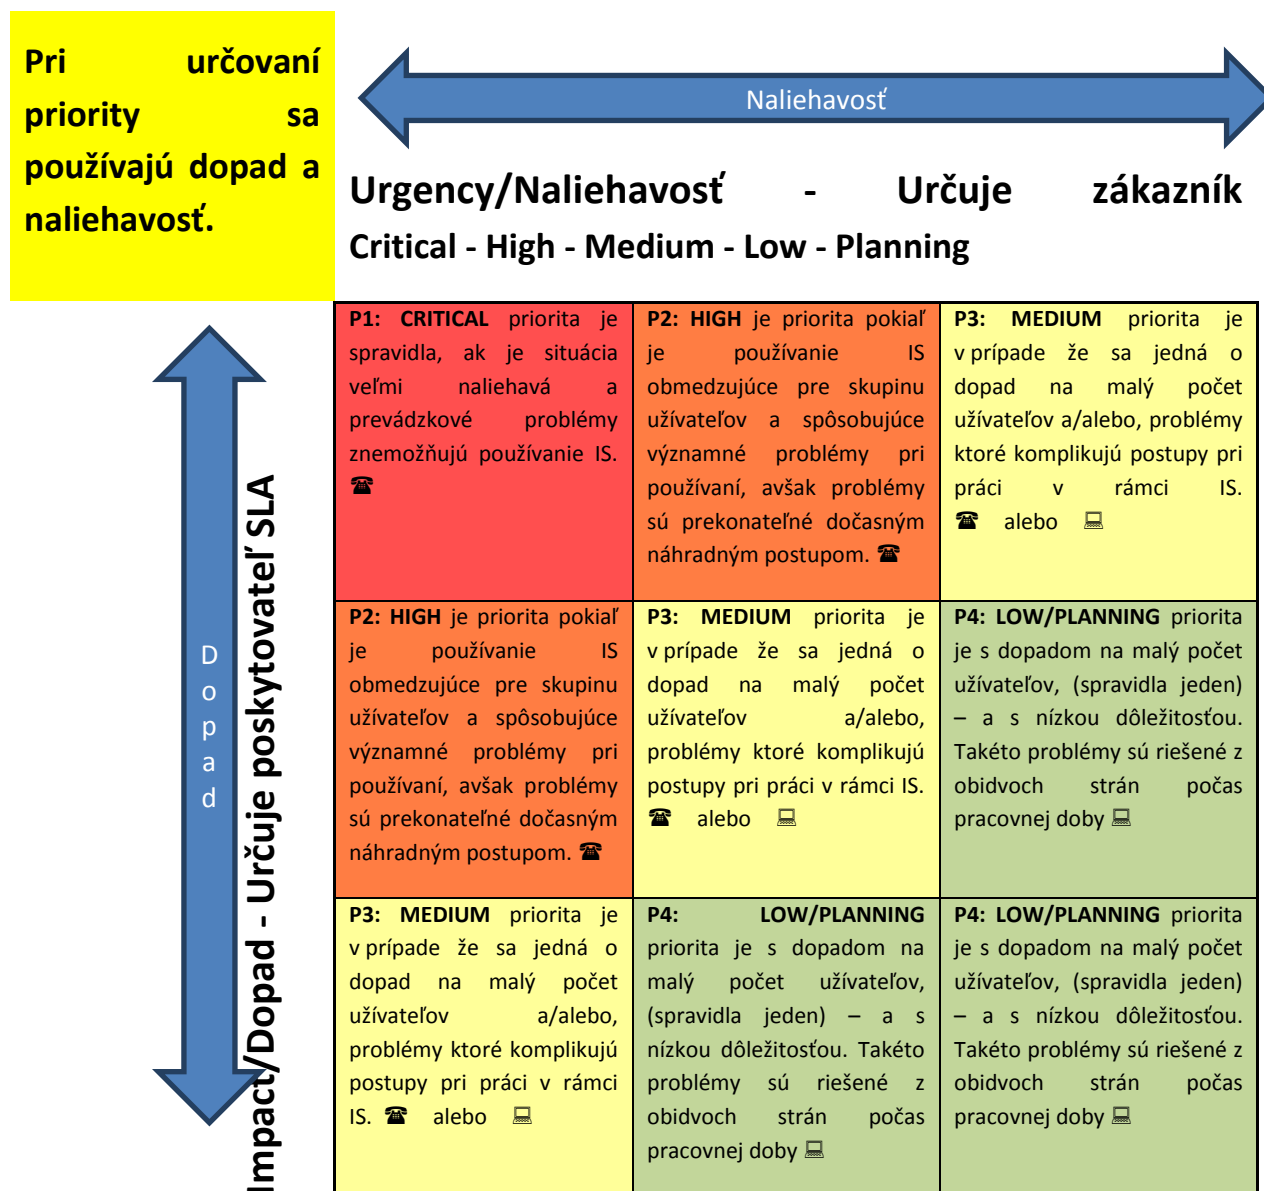 Pri určovaní
priority sa
používajú dopad a
naliehavosť.
Naliehavosť
Urgency/Naliehavosť - Určuje zákazník
Critical - High - Medium - Low - Planning
Dopad
Impact/Dopad - Určuje poskytovateľ SLA
P1: CRITICAL priorita je
spravidla, ak je situácia
veľmi naliehavá a
prevádzkové problémy
znemožňujú používanie IS.
☎
P2: HIGH je priorita pokiaľ
je používanie IS
obmedzujúce pre skupinu
užívateľov a spôsobujúce
významné problémy pri
používaní, avšak problémy
sú prekonateľné dočasným
náhradným postupom. ☎
P3: MEDIUM priorita je
v prípade že sa jedná o
dopad na malý počet
užívateľov a/alebo, problémy
ktoré komplikujú postupy pri
práci v rámci IS.
☎ alebo 💻
P2: HIGH je priorita pokiaľ
je používanie IS
obmedzujúce pre skupinu
užívateľov a spôsobujúce
významné problémy pri
používaní, avšak problémy
sú prekonateľné dočasným
náhradným postupom. ☎
P3: MEDIUM priorita je
v prípade že sa jedná o
dopad na malý počet
užívateľov a/alebo,
problémy ktoré komplikujú
postupy pri práci v rámci IS.
☎ alebo 💻
P4: LOW/PLANNING priorita
je s dopadom na malý počet
užívateľov, (spravidla jeden)
– a s nízkou dôležitosťou.
Takéto problémy sú riešené z
obidvoch strán počas
pracovnej doby 💻
P3: MEDIUM priorita je
v prípade že sa jedná o
dopad na malý počet
užívateľov a/alebo,
problémy ktoré komplikujú
postupy pri práci v rámci
IS. ☎ alebo 💻
P4: LOW/PLANNING
priorita je s dopadom na
malý počet užívateľov,
(spravidla jeden) – a s
nízkou dôležitosťou. Takéto
problémy sú riešené z
obidvoch strán počas
pracovnej doby 💻
P4: LOW/PLANNING priorita
je s dopadom na malý počet
užívateľov, (spravidla jeden)
– a s nízkou dôležitosťou.
Takéto problémy sú riešené z
obidvoch strán počas
pracovnej doby 💻